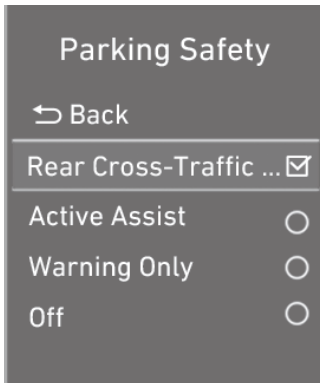 Parking Safety
Back
Rear Cross-Traffic ...
Active Assist
Warning Only
Off